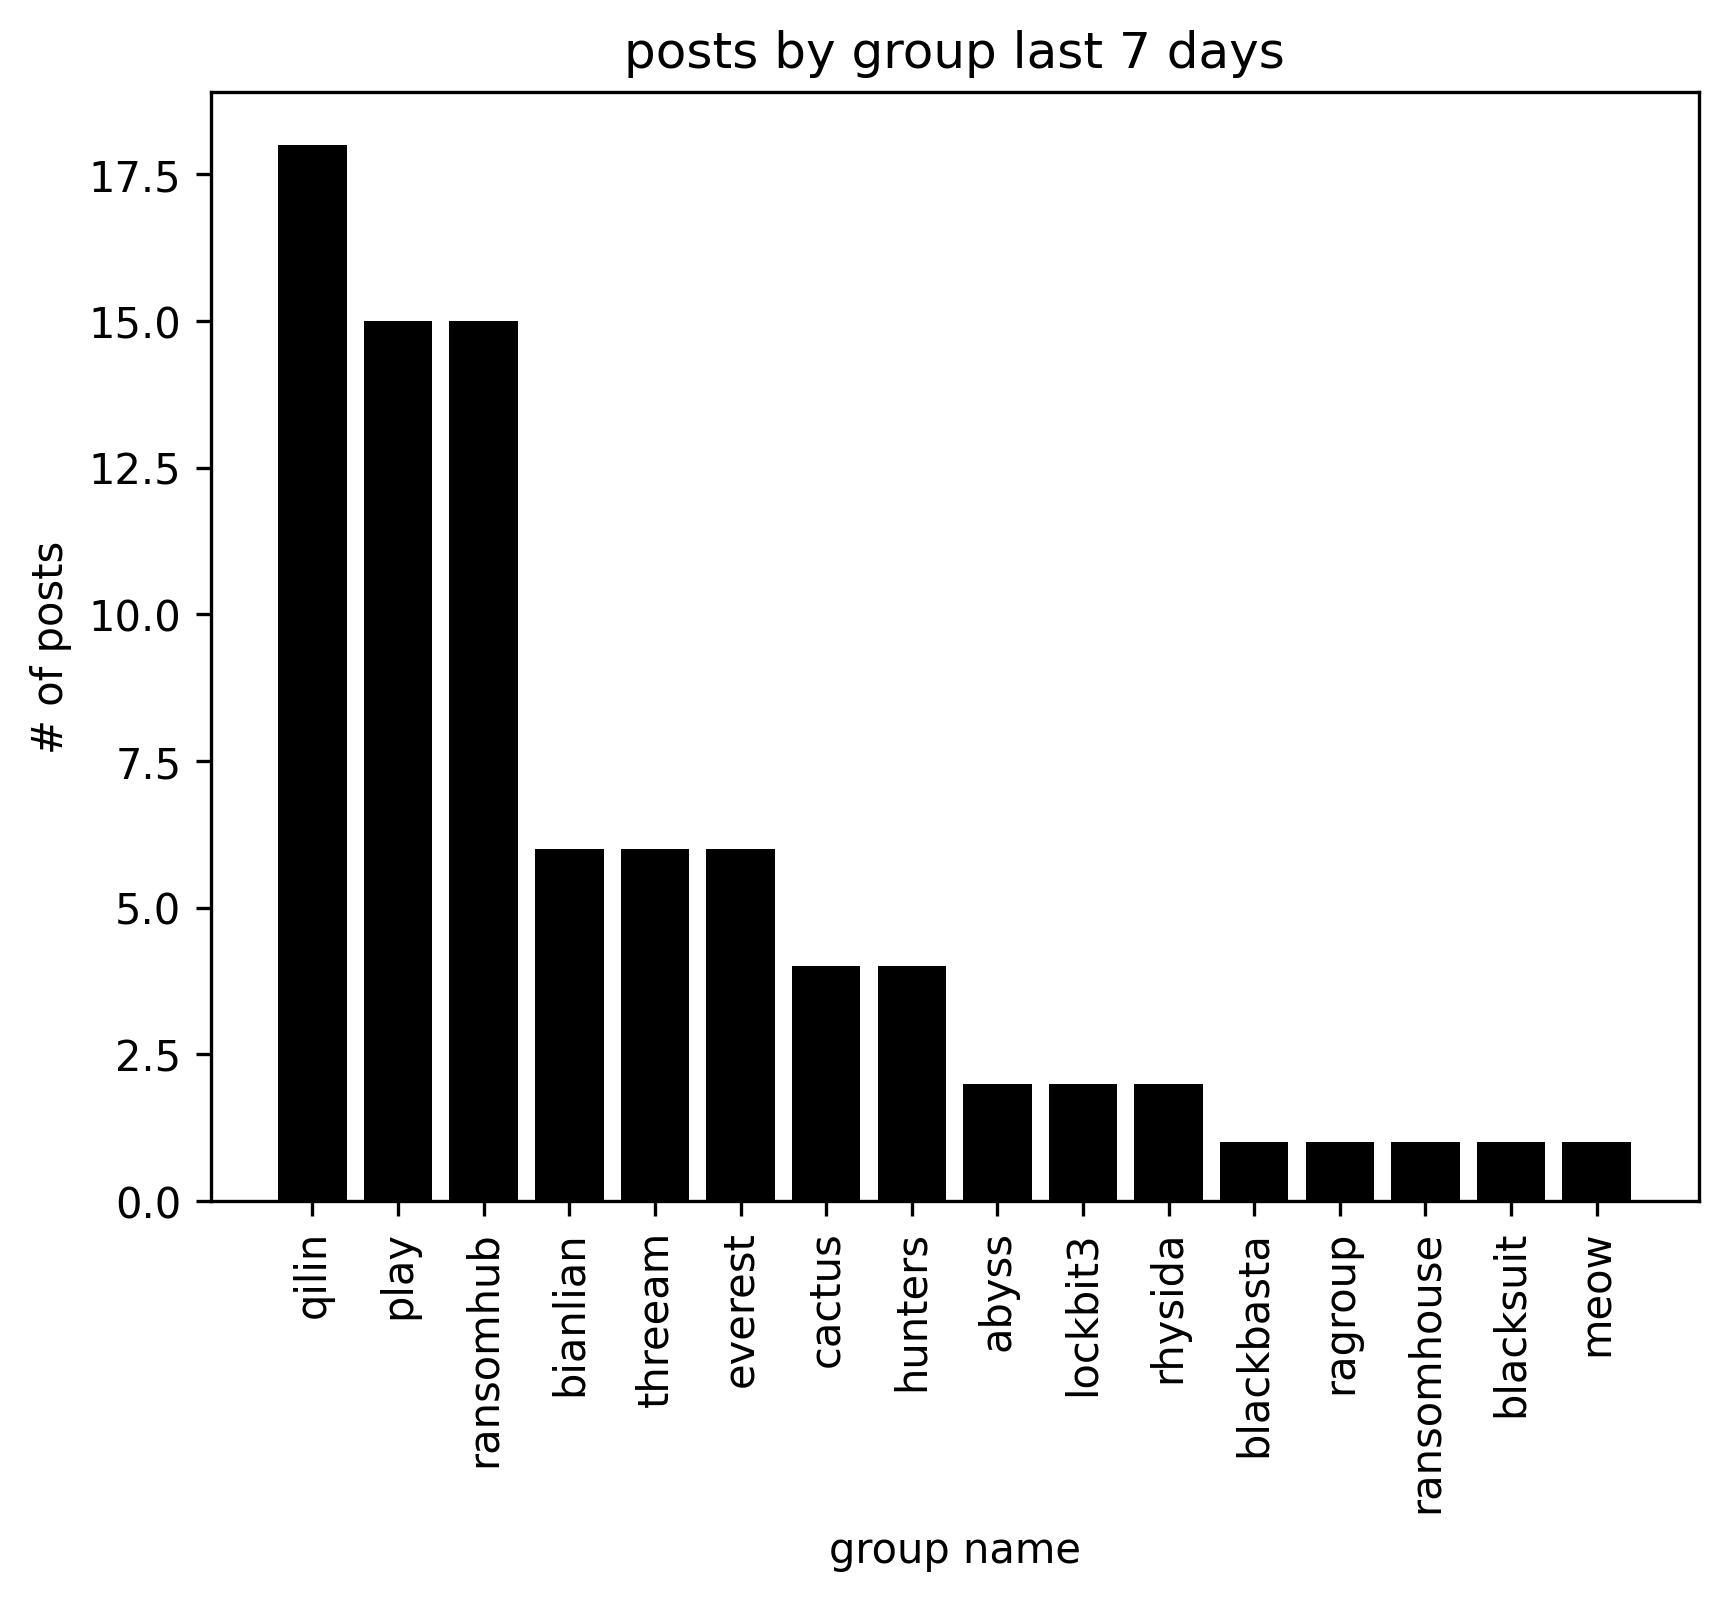 posts by group last 7 days
# of posts
17.5
15.0
12.5
10.0
7.5
5.0
2.5
0.0
qilin
play
ransomhub
bianlian
threeam
everest
cactus
hunters
abyss
lockbit3
rhysida
blackbasta
ragroup
ransomhouse
blacksuit
meow
group name